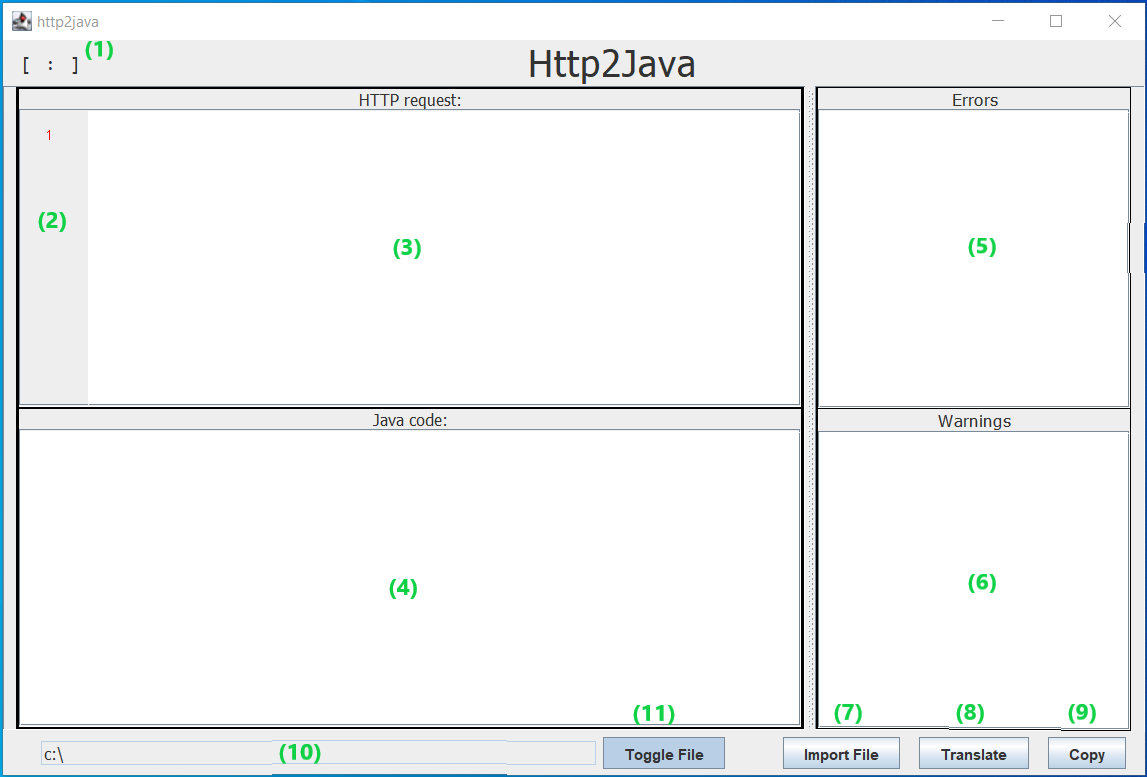 http2java
[ : ] (1)
Http2Java
HTTP request:
1
(2)
(3)
Errors
(5)
Java code:
(4)
Warnings
(6)
(11)
(7) (8) (9)
c:\ (10)
Toggle File
Import File
Translate
Copy